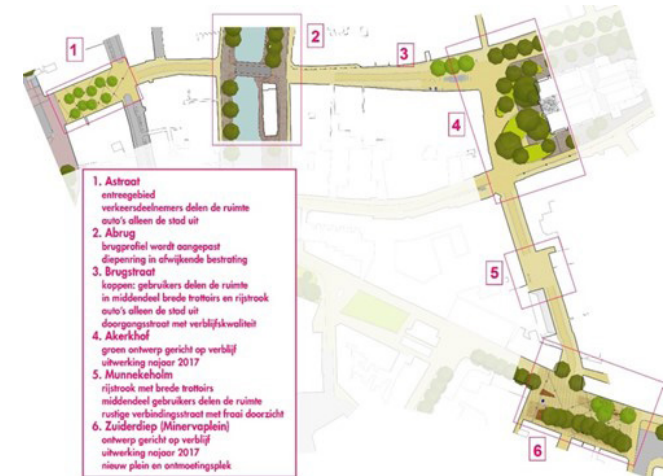 1
2
3
4
5
6
1. Astraat
entreegebied
verkeersdeelnemers delen de ruimte
auto's alleen de stad uit
2. Abrug
brugprofiel wordt aangepast
diepenring in afwijkende bestrating
3. Brugstraat
koppen: gebruikers delen de ruimte
in middendeel brede trottoirs en rijstrook
auto's alleen de stad uit
doorgangsstraat met verblijfskwaliteit
4. Akerkhof
groen ontwerp gericht op verblijf
uitwerking najaar 2017
5. Munnekeholm
rijstrook met brede trottoirs
middendeel gebruikers delen de ruimte
rustige verbindingsstraat met fraai doorzicht
6. Zuiderdiep (Minervaplein)
ontwerp gericht op verblijf
uitwerking najaar 2017
nieuw plein en ontmoetingsplek